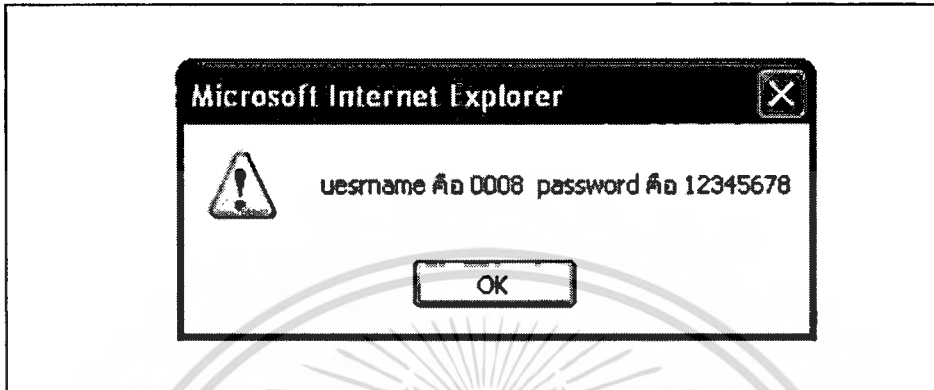 Microsoft Internet Explorer
uesrname คือ 0008 password คือ 12345678
OK